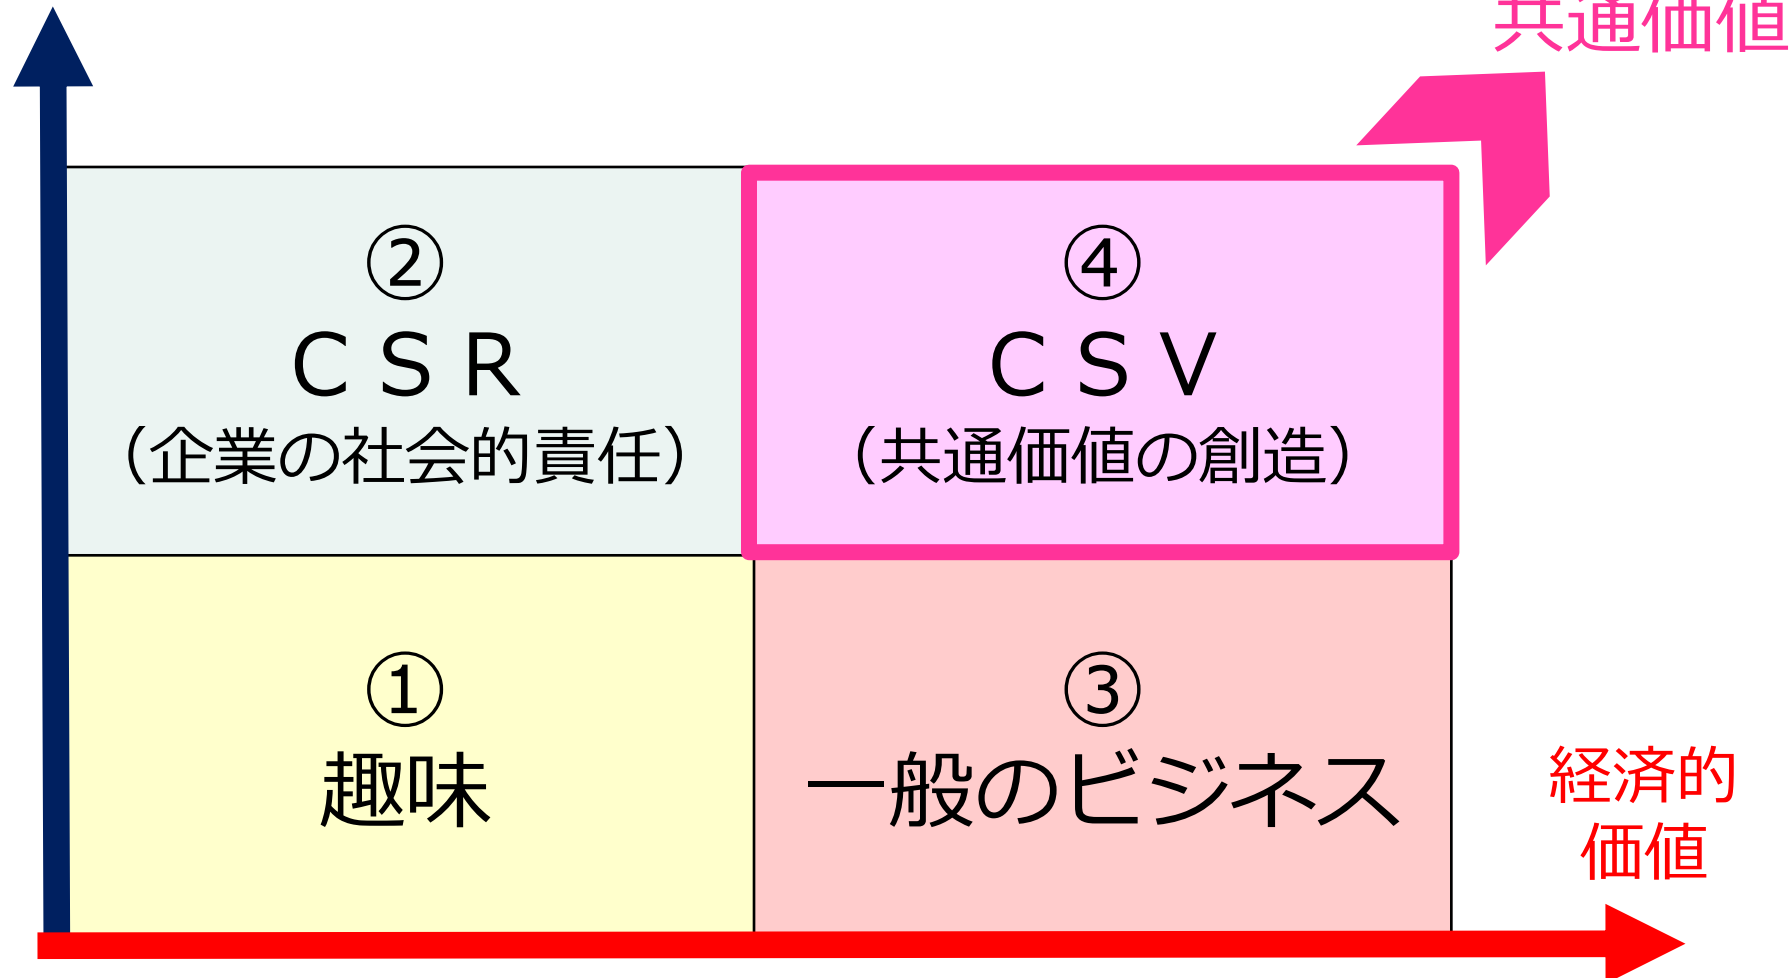 共通価値
②
ＣＳＲ
（企業の社会的責任）
④
ＣＳＶ
（共通価値の創造）
①
趣味
③
一般のビジネス
経済的
価値